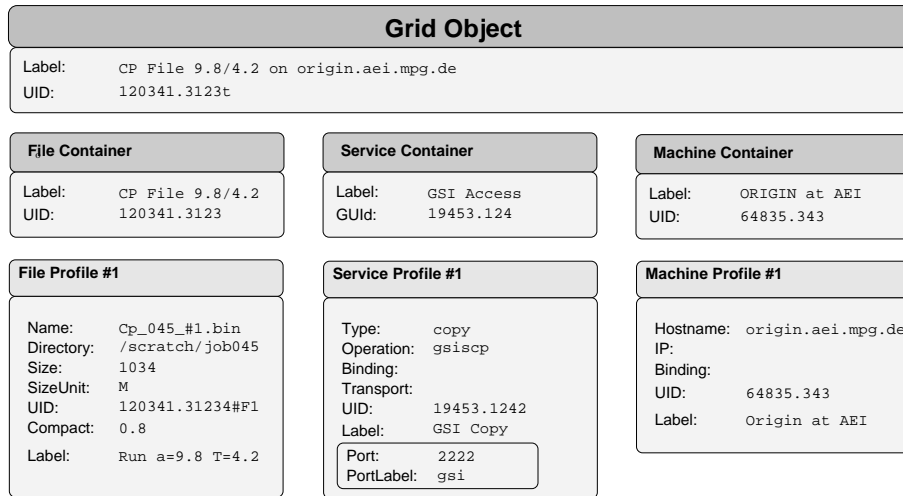 Grid Object
Label: CP File 9.8/4.2 on origin.aei.mpg.de
UID: 120341.3123t
File Container
Label: CP File 9.8/4.2
UID: 120341.3123
Service Container
Label: GSI Access
GUId: 19453.124
Machine Container
Label: ORIGIN at AEI
UID: 64835.343
File Profile #1
Name: Cp_045_#1.bin
Directory: /scratch/job045
Size: 1034
SizeUnit: M
UID: 120341.31234#F1
Compact: 0.8
Label: Run a=9.8 T=4.2
Service Profile #1
Type: copy
Operation: gsiscp
Binding:
Transport:
UID: 19453.1242
Label: GSI Copy
Port: 2222
PortLabel: gsi
Machine Profile #1
Hostname: origin.aei.mpg.de
IP:
Binding:
UID: 64835.343
Label: Origin at AEI